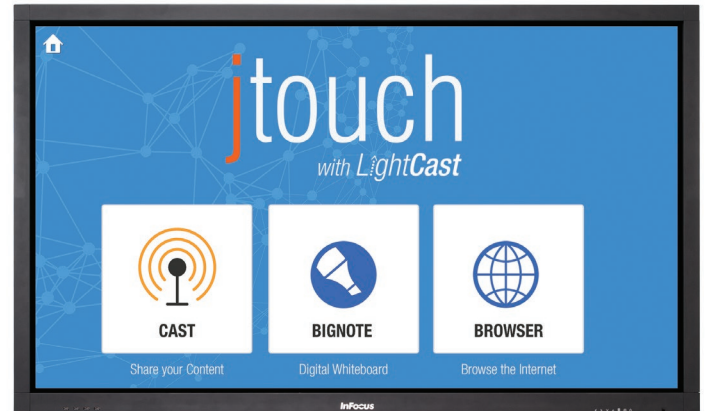 jtouch
with LightCast
CAST
BIGNOTE
BROWSER
Share your Content
Digital Whiteboard
Browse the Internet
InFocus